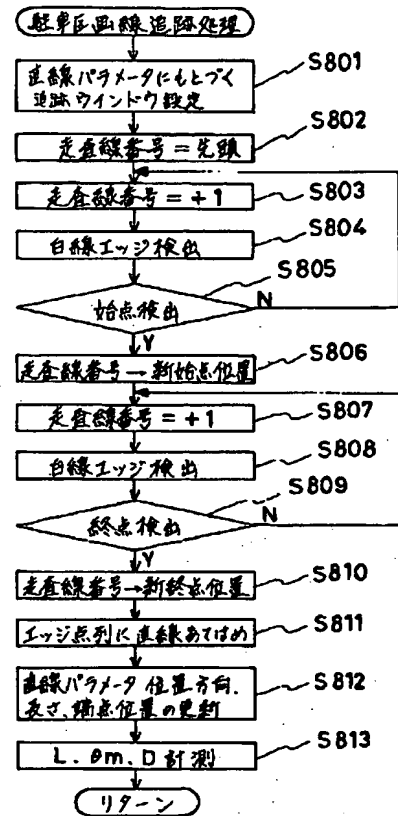 駐車区画線追跡処理
直線パラメータにもとづく
追跡ウインドウ設定
S801
走査線番号=先頭
S802
走査線番号=+1
S803
白線エッジ検出
S804
始点検出
S805
N
Y
走査線番号→新始点位置
S806
走査線番号=+1
S807
白線エッジ検出
S808
終点検出
S809
N
Y
走査線番号→新終点位置
S810
エッジ点列に直線あてはめ
S811
直線パラメータ位置方向.
長さ、端点位置の更新
S812
L.θm.D計測
S813
リターン